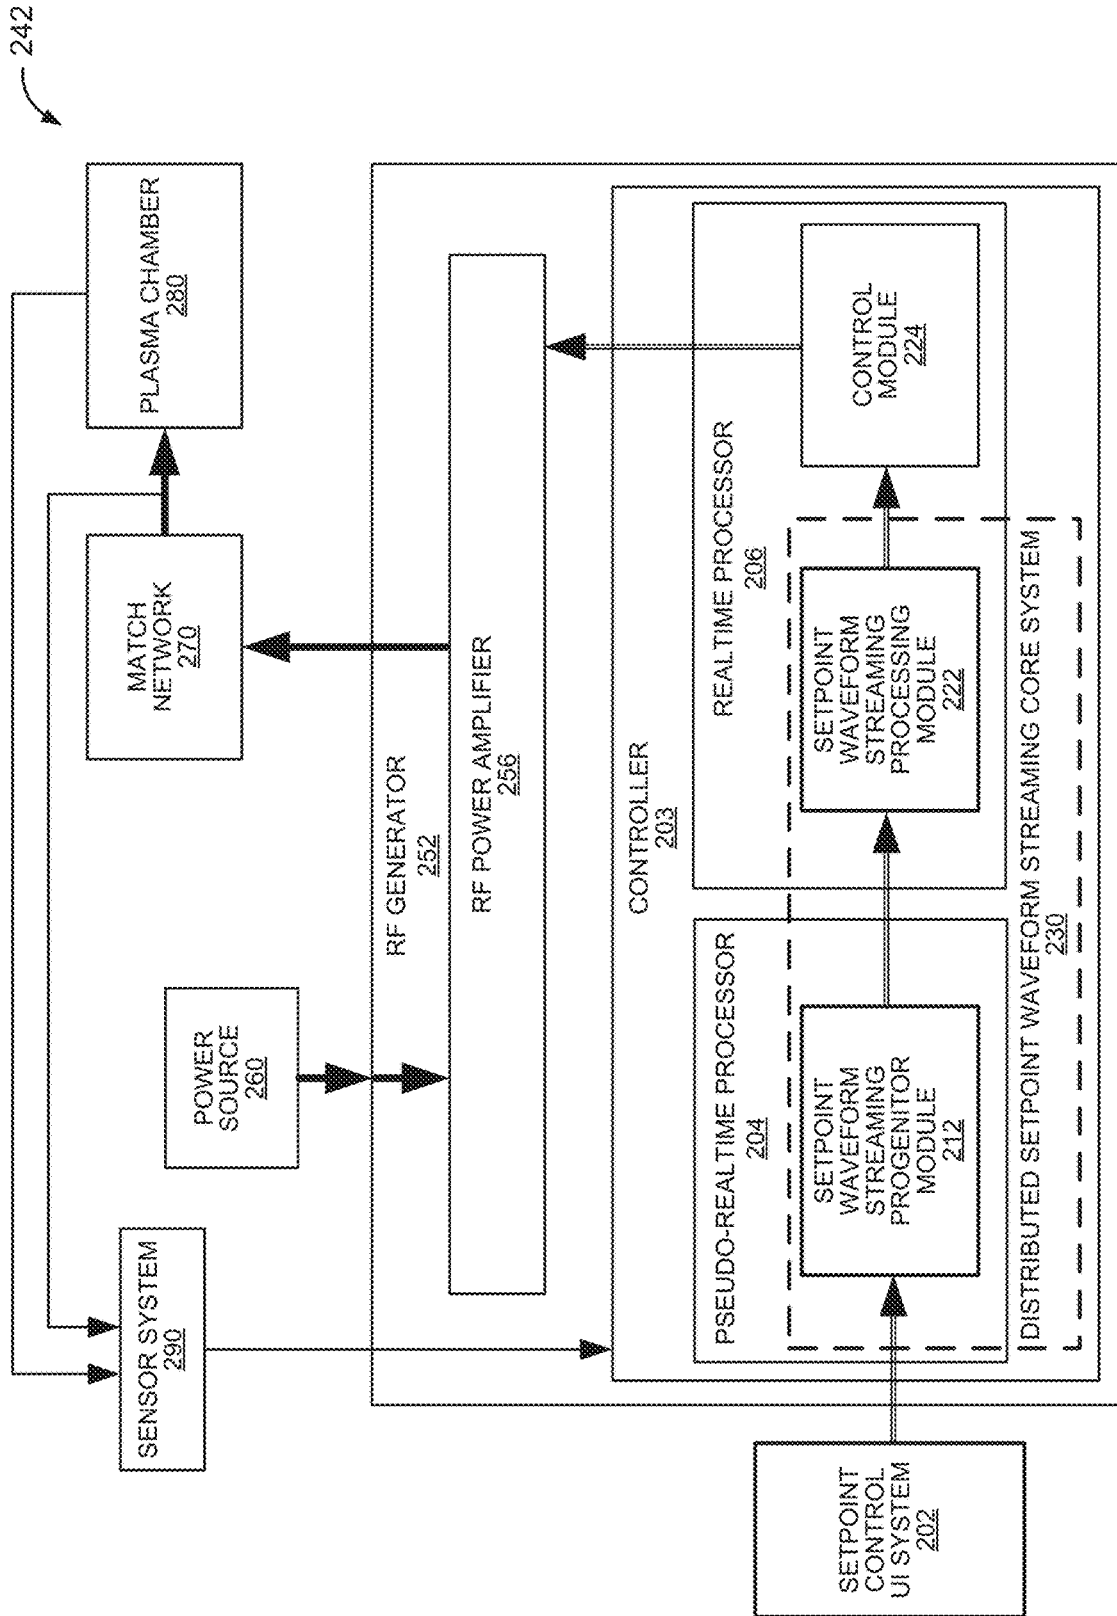 242
PLASMA CHAMBER
280
MATCH
NETWORK
270
POWER
SOURCE
260
SENSOR SYSTEM
290
RF GENERATOR
252
RF POWER AMPLIFIER
256
CONTROLLER
203
PSEUDO-REALTIME PROCESSOR
204
REALTIME PROCESSOR
206
SETPOINT
WAVEFORM
STREAMING
PROGENITOR
MODULE
212
SETPOINT
WAVEFORM
STREAMING
PROCESSING
MODULE
222
CONTROL
MODULE
224
DISTRIBUTED SETPOINT WAVEFORM STREAMING CORE SYSTEM
230
SETPOINT
CONTROL
UI SYSTEM
202